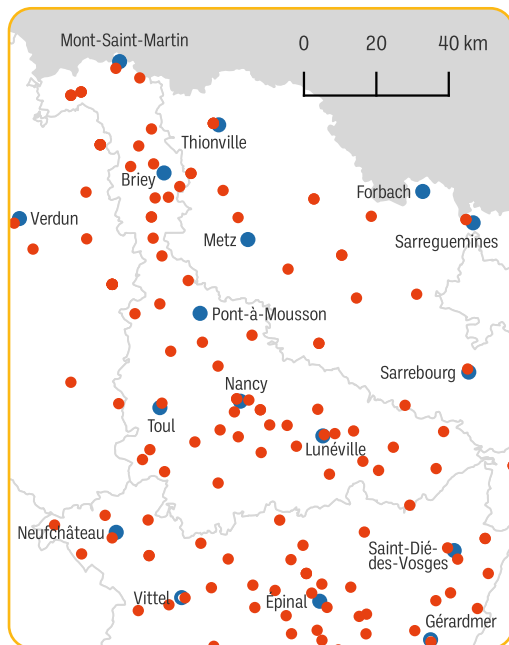 Mont-Saint-Martin
0 20 40 km
Thionville
Briey
Forbach
Verdun
Metz
Sarreguemines
Pont-à-Mousson
Sarrebourg
Nancy
Toul
Lunéville
Neufchâteau
Saint-Dié-
des-Vosges
Vittel
Épinal
Gérardmer